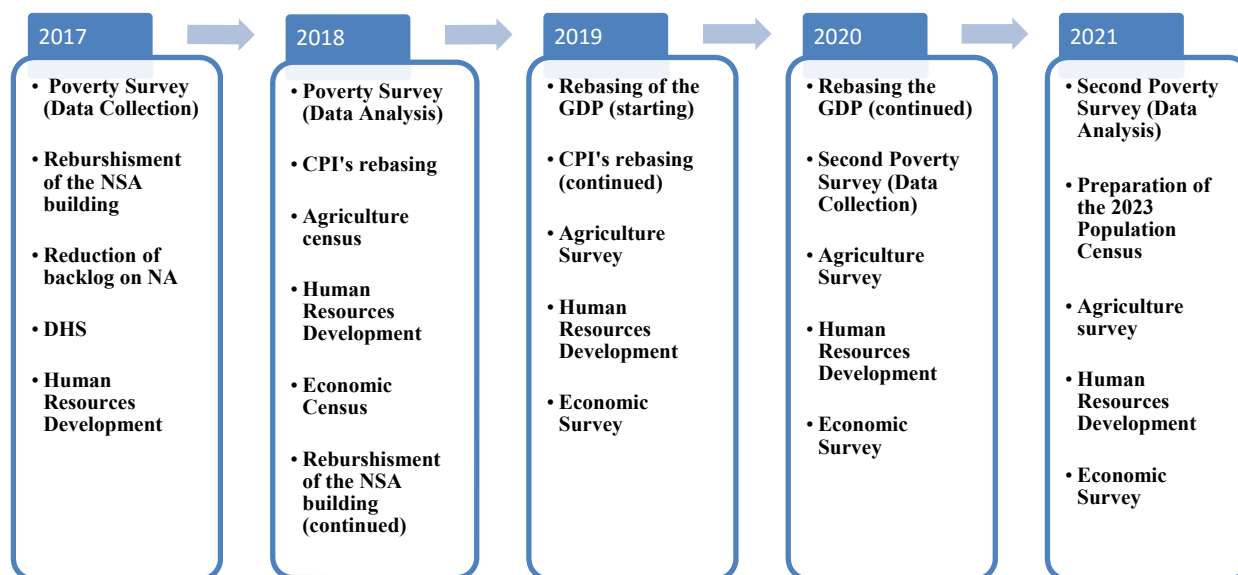 2017
• Poverty Survey
(Data Collection)
• Reburshisment
of the NSA
building
• Reduction of
backlog on NA
• DHS
• Human
Resources
Development
2018
• Poverty Survey
(Data Analysis)
• CPI's rebasing
• Agriculture
census
• Human
Resources
Development
• Economic
Census
• Reburshisment
of the NSA
building
(continued)
2019
• Rebasing of the
GDP (starting)
• CPI's rebasing
(continued)
• Agriculture
Survey
• Human
Resources
Development
• Economic
Survey
2020
• Rebasing the
GDP (continued)
• Second Poverty
Survey (Data
Collection)
• Agriculture
Survey
• Human
Resources
Development
• Economic
Survey
2021
• Second Poverty
Survey (Data
Analysis)
• Preparation of
the 2023
Population
Census
• Agriculture
survey
• Human
Resources
Development
• Economic
Survey